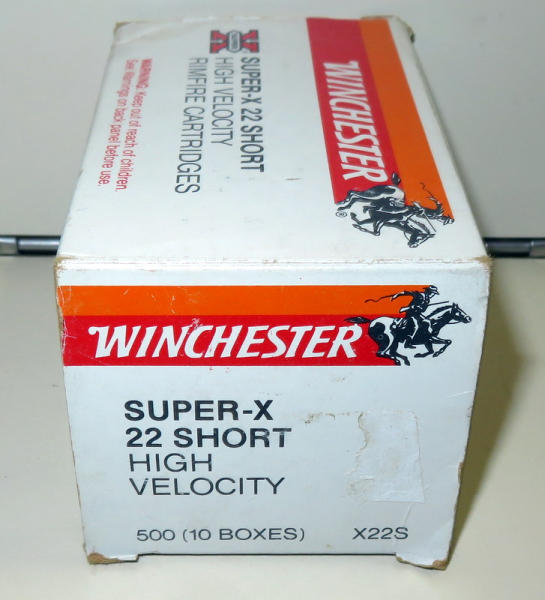 WINCHESTER®
SUPER-X 22 SHORT
HIGH VELOCITY
RIMFIRE CARTRIDGES
WARNING: Keep out of reach of children.
See Warnings on back panel before use.
WINCHESTER
SUPER-X
22 SHORT
HIGH
VELOCITY
500 (10 BOXES) X22S